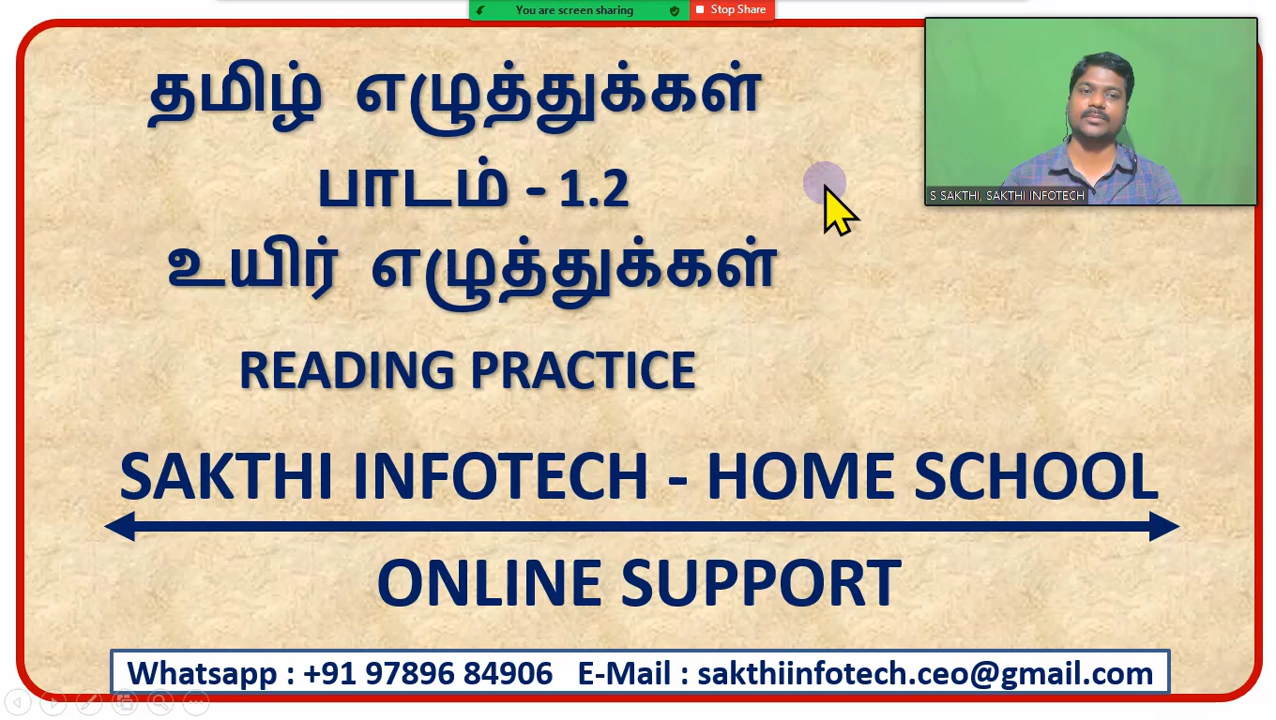 You are screen sharing Stop Share
தமிழ் எழுத்துக்கள்
பாடம் - 1.2
உயிர் எழுத்துக்கள்
READING PRACTICE
S SAKTHI, SAKTHI INFOTECH
SAKTHI INFOTECH - HOME SCHOOL
ONLINE SUPPORT
Whatsapp : +91 97896 84906 E-Mail : sakthiinfotech.ceo@gmail.com